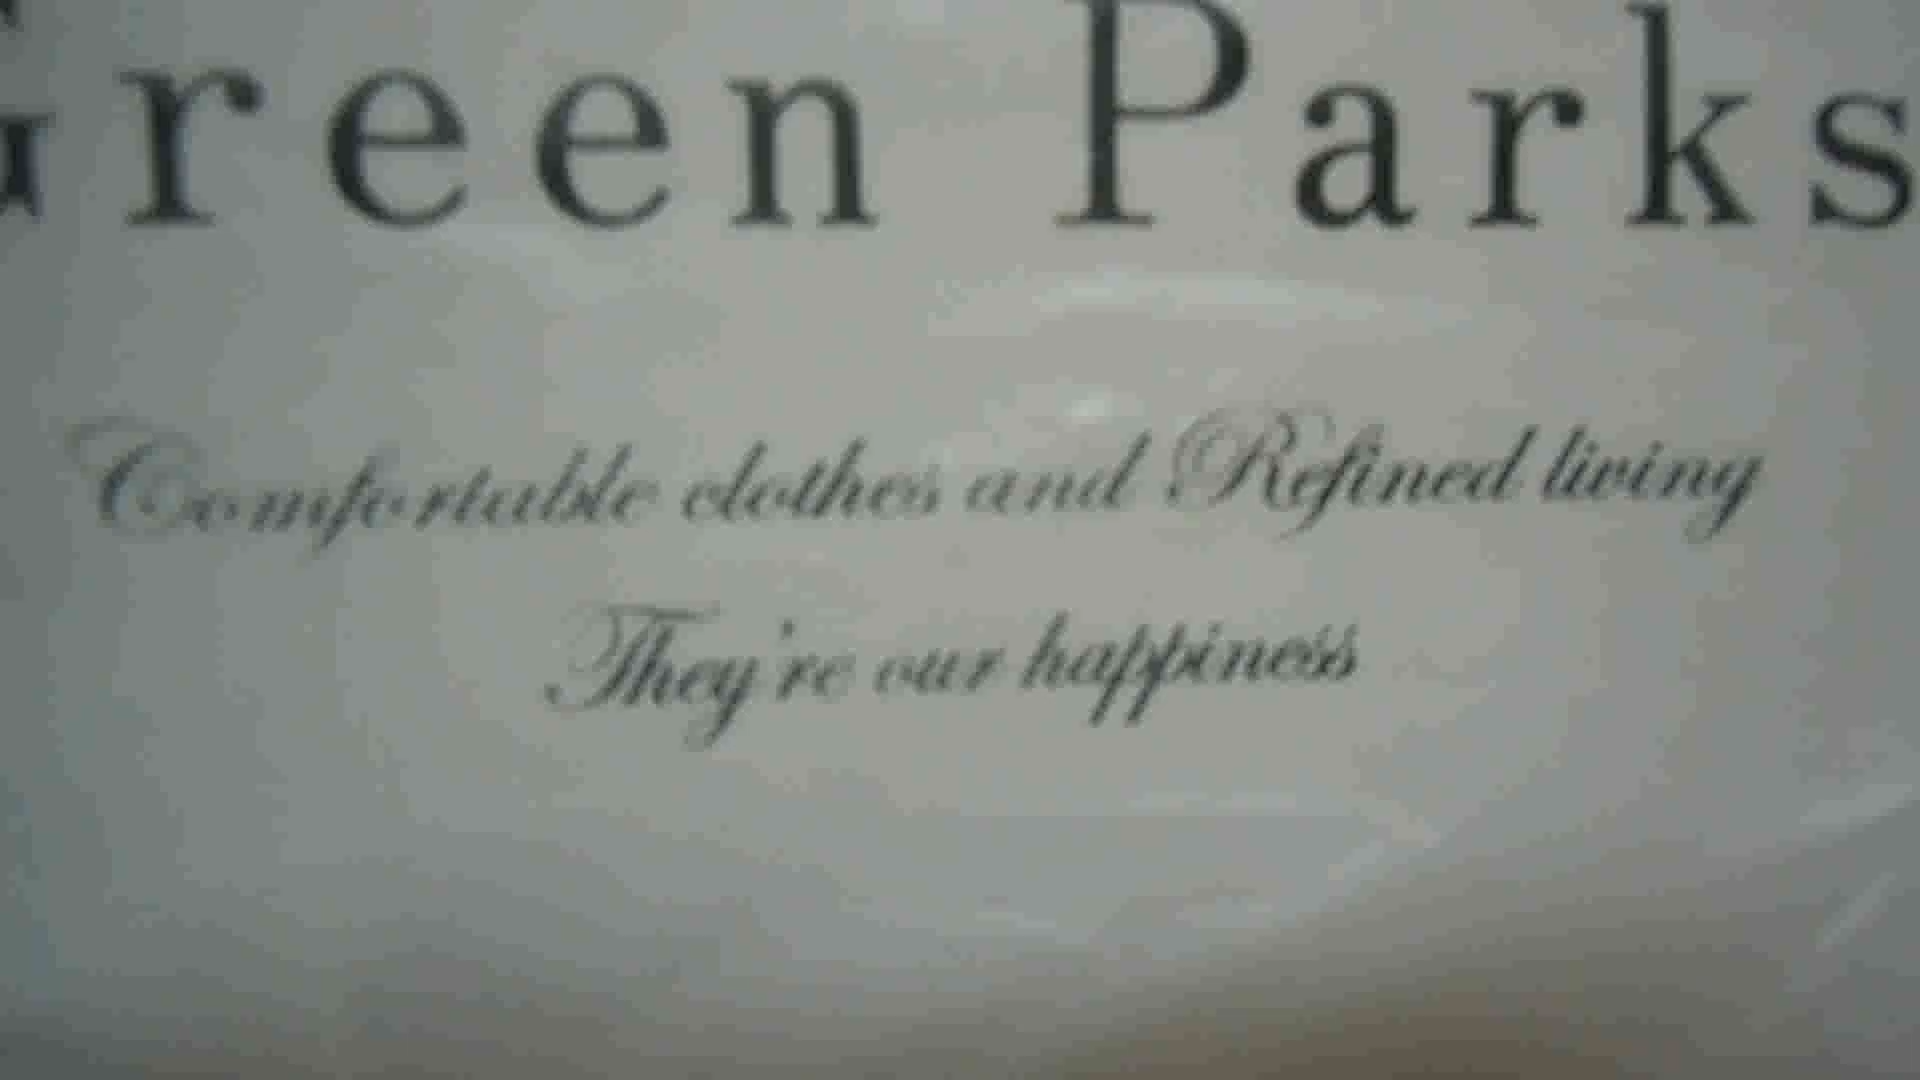 Green Parks
Comfortable clothes and Refined living
They're our happiness